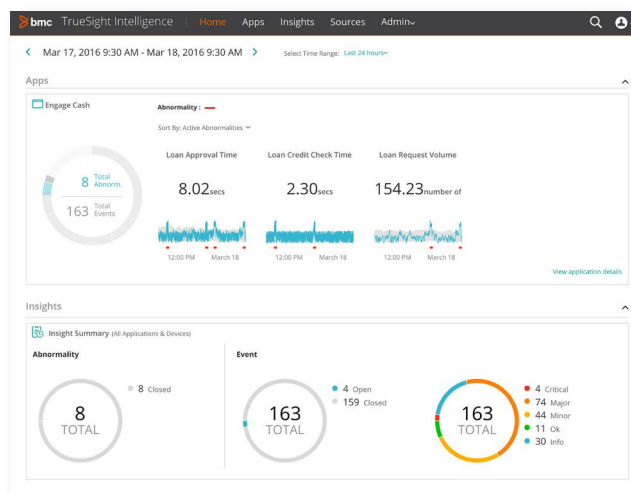 bmc TrueSight Intelligence Home Apps Insights Sources Admin
Mar 17, 2016 9:30 AM - Mar 18, 2016 9:30 AM Select Time Range: Last 24 hours
Apps
Engage Cash
Abnormality :
Sort By: Active Abnormalities
Loan Approval Time Loan Credit Check Time Loan Request Volume
8 Total Abnorm.
163 Total Events
8.02secs 2.30secs 154.23number of
12:00 PM March 18 12:00 PM March 18 12:00 PM March 18
View application details
Insights
Insight Summary (All Applications & Devices)
Abnormality
8 TOTAL
8 Closed
Event
163 TOTAL
4 Open
159 Closed
163 TOTAL
4 Critical
74 Major
44 Minor
11 Ok
30 Info